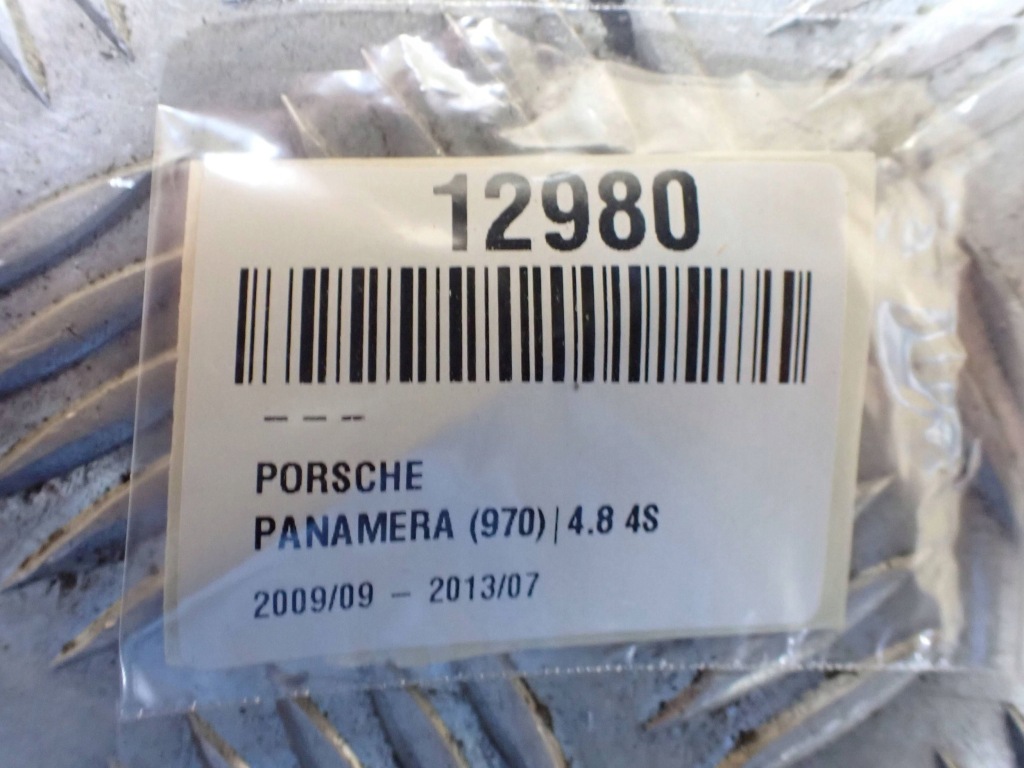 12980
– – –
PORSCHE
PANAMERA (970)|4.8 4S
2009/09 – 2013/07